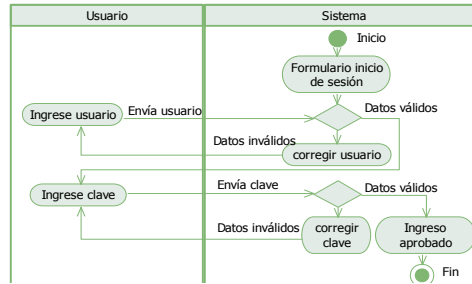 Usuario
Sistema
Inicio
Formulario inicio
de sesión
Ingrese usuario
Envía usuario
Datos válidos
Datos inválidos
corregir usuario
Ingrese clave
Envía clave
Datos válidos
Datos inválidos
corregir
clave
Ingreso
aprobado
Fin